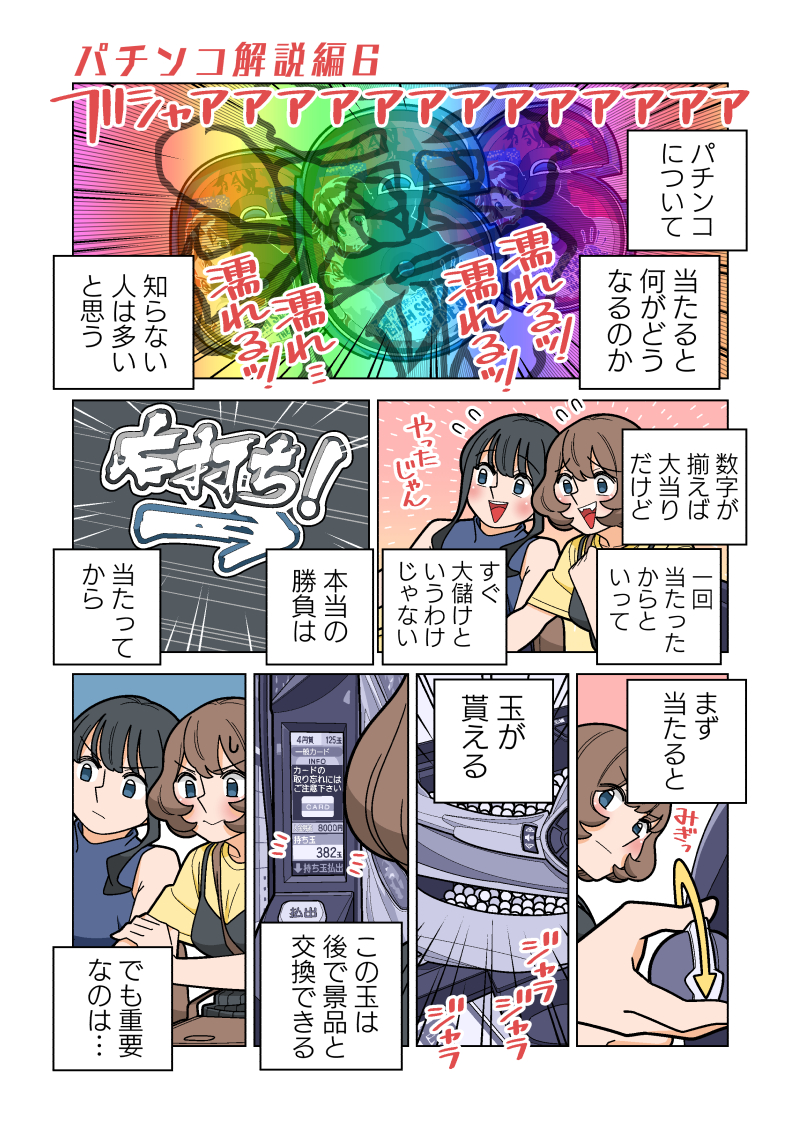 パチンコ解説編6
ブシャアアアアアアアアアアアアア
パチンコ
について
当たると
何がどう
なるのか
濡れるッ!
濡れるッ!
濡れ
濡れるッ!
知らない
人は多い
と思う
数字が
揃えば
大当り
だけど
やったじゃん
一回
当たった
からと
いって
すぐ
大儲けと
いうわけ
じゃない
右打ち!
本当の
勝負は
当たって
から
まず
当たると
みぎっ
玉が
貰える
ジャラ
ジャラ
ジャラ
4円貸 125玉
一般カード
INFO
カードの
取り忘れには
ご注意下さい
CARD
8000円
持ち玉
382玉
持ち玉払出
払出
この玉は
後で景品と
交換できる
でも重要
なのは…